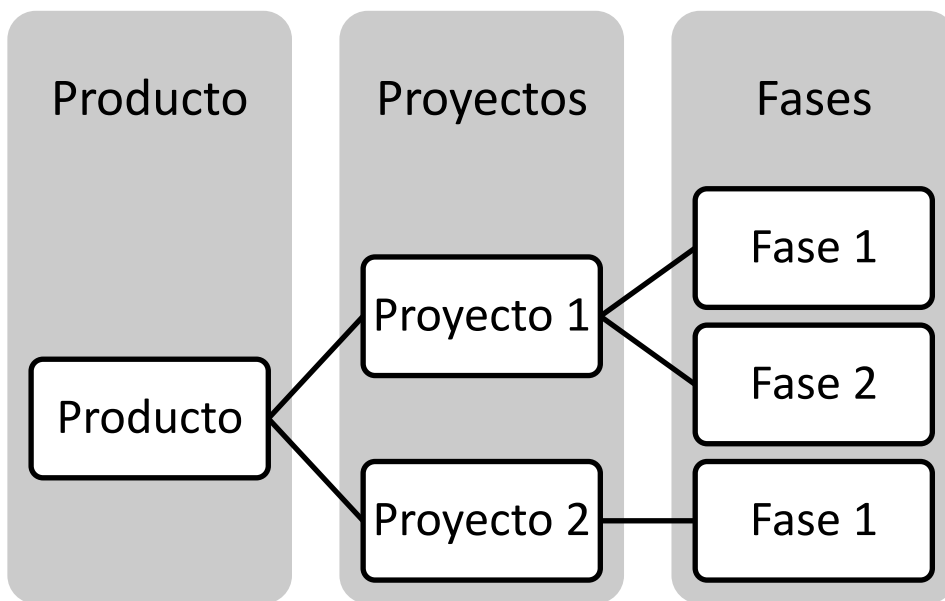 Producto
Proyectos
Fases
Producto
Proyecto 1
Proyecto 2
Fase 1
Fase 2
Fase 1